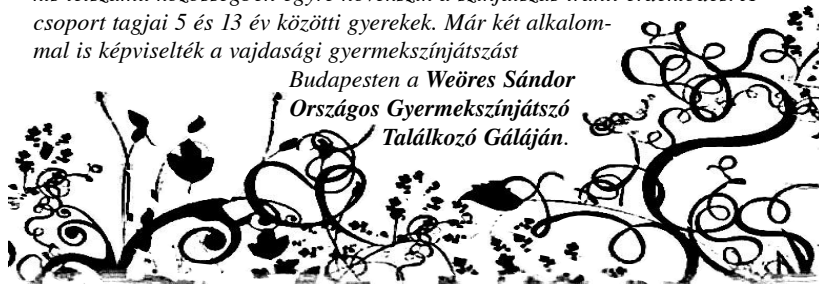 csoport tagjai 5 és 13 év közötti gyerekek. Már két alkalom-
mal is képviselték a vajdasági gyermekszínjátszást
Budapesten a Weöres Sándor
Országos Gyermekszínjátszó
Találkozó Gáláján.